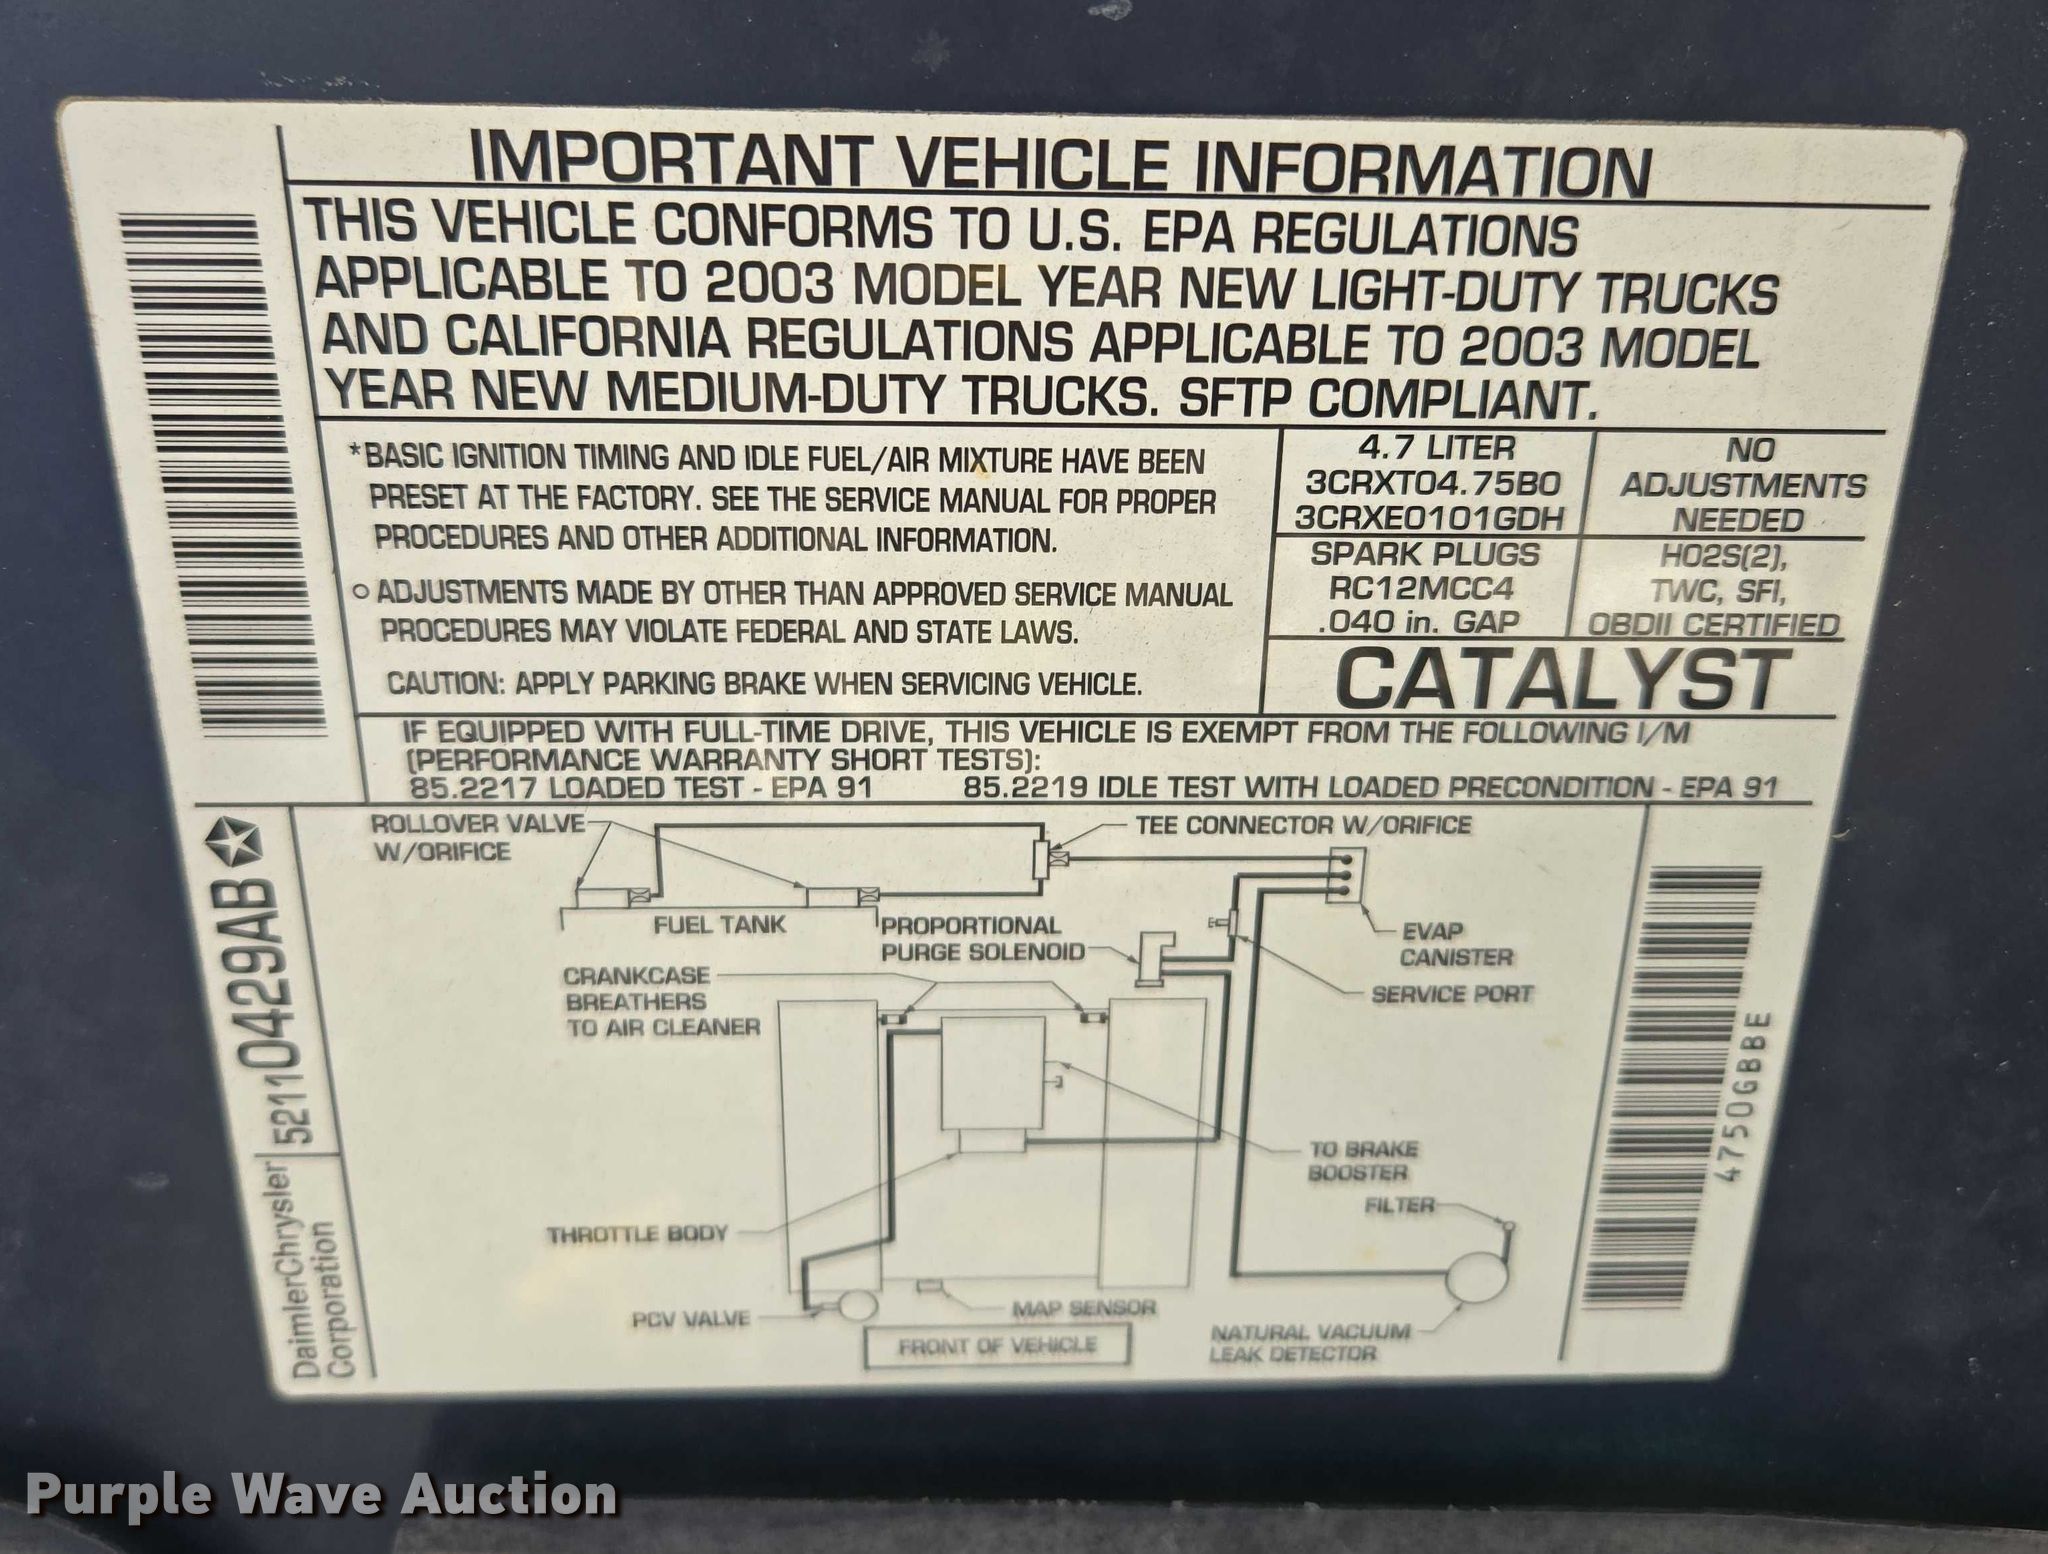 IMPORTANT VEHICLE INFORMATION
THIS VEHICLE CONFORMS TO U.S. EPA REGULATIONS
APPLICABLE TO 2003 MODEL YEAR NEW LIGHT-DUTY TRUCKS
AND CALIFORNIA REGULATIONS APPLICABLE TO 2003 MODEL
YEAR NEW MEDIUM-DUTY TRUCKS. SFTP COMPLIANT.
*BASIC IGNITION TIMING AND IDLE FUEL/AIR MIXTURE HAVE BEEN
PRESET AT THE FACTORY. SEE THE SERVICE MANUAL FOR PROPER
PROCEDURES AND OTHER ADDITIONAL INFORMATION.
○ ADJUSTMENTS MADE BY OTHER THAN APPROVED SERVICE MANUAL
PROCEDURES MAY VIOLATE FEDERAL AND STATE LAWS.
CAUTION: APPLY PARKING BRAKE WHEN SERVICING VEHICLE.
4.7 LITER
3CRXT04.75B0
3CRXE0101GDH
NO
ADJUSTMENTS
NEEDED
SPARK PLUGS
RC12MCC4
.040 in. GAP
HO2S(2),
TWC, SFI,
OBDII CERTIFIED
CATALYST
IF EQUIPPED WITH FULL-TIME DRIVE, THIS VEHICLE IS EXEMPT FROM THE FOLLOWING I/M
(PERFORMANCE WARRANTY SHORT TESTS):
85.2217 LOADED TEST - EPA 91 85.2219 IDLE TEST WITH LOADED PRECONDITION - EPA 91
ROLLOVER VALVE
W/ORIFICE
TEE CONNECTOR W/ORIFICE
FUEL TANK
PROPORTIONAL
PURGE SOLENOID
EVAP
CANISTER
CRANKCASE
BREATHERS
TO AIR CLEANER
SERVICE PORT
TO BRAKE
BOOSTER
FILTER
THROTTLE BODY
PCV VALVE
MAP SENSOR
NATURAL VACUUM
LEAK DETECTOR
FRONT OF VEHICLE
DaimlerChrysler
Corporation
52110429AB
4750GBBE
Purple Wave Auction